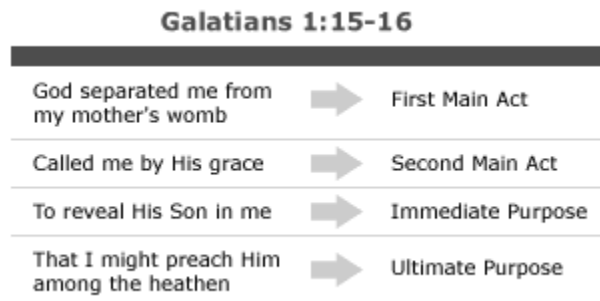 Galatians 1:15-16
God separated me from
my mother's womb
First Main Act
Called me by His grace
Second Main Act
To reveal His Son in me
Immediate Purpose
That I might preach Him
among the heathen
Ultimate Purpose